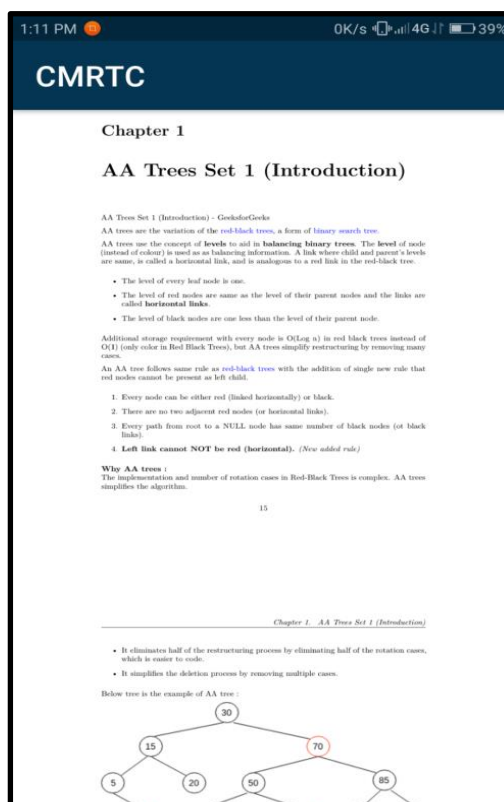 1:11 PM 0K/s 4G 39%
CMRTC
Chapter 1
AA Trees Set 1 (Introduction)
AA Trees Set 1 (Introduction) - GeeksforGeeks
AA trees are the variation of the red-black trees, a form of binary search tree.
AA trees use the concept of levels to aid in balancing binary trees. The level of node
(instead of colour) is used as as balancing information. A link where child and parent's levels
are same, is called a horizontal link, and is analogous to a red link in the red-black tree.
• The level of every leaf node is one.
• The level of red nodes are same as the level of their parent nodes and the links are
called horizontal links.
• The level of black nodes are one less than the level of their parent node.
Additional storage requirement with every node is O(Log n) in red black trees instead of
O(1) (only color in Red Black Trees), but AA trees simplify restructuring by removing many
cases.
An AA tree follows same rule as red-black trees with the addition of single new rule that
red nodes cannot be present as left child.
1. Every node can be either red (linked horizontally) or black.
2. There are no two adjacent red nodes (or horizontal links).
3. Every path from root to a NULL node has same number of black nodes (ot black
links).
4. Left link cannot NOT be red (horizontal). (New added rule)
Why AA trees :
The implementation and number of rotation cases in Red-Black Trees is complex. AA trees
simplifies the algorithm.
15
Chapter 1. AA Trees Set 1 (Introduction)
• It eliminates half of the restructuring process by eliminating half of the rotation cases,
which is easier to code.
• It simplifies the deletion process by removing multiple cases.
Below tree is the example of AA tree :
30
15 70
5 20 50 85